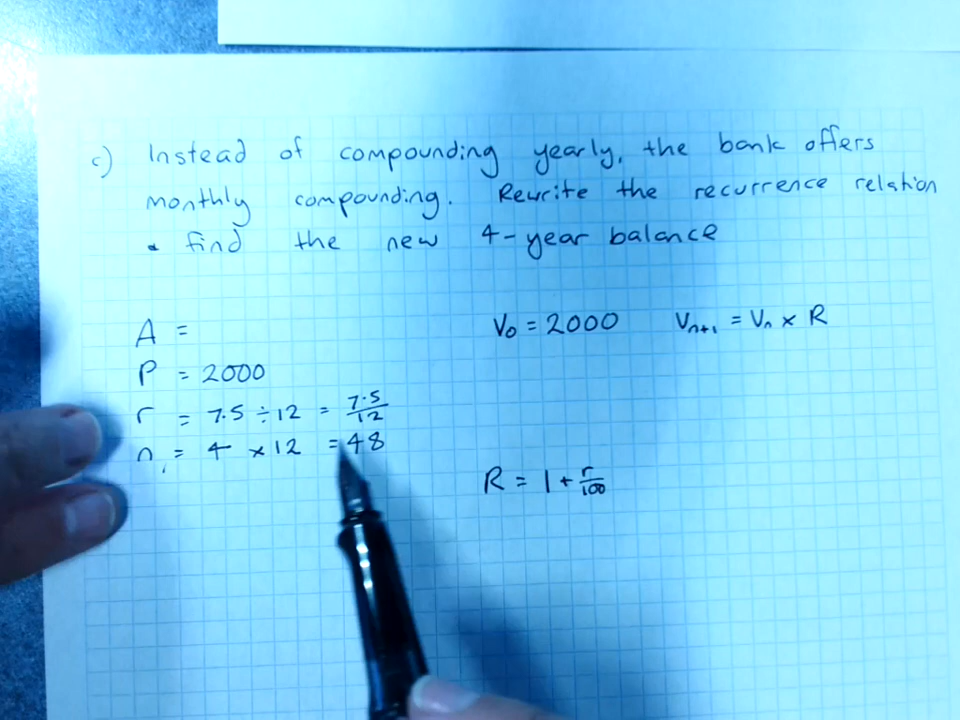 c) Instead of compounding yearly, the bank offers
monthly compounding. Rewrite the recurrence relation
• find the new 4-year balance
A =
V₀ = 2000 Vₙ₊₁ = Vₙ × R
P = 2000
r = 7.5 ÷ 12 = 7.5/12
n = 4 × 12 = 48
R = 1 + r/100